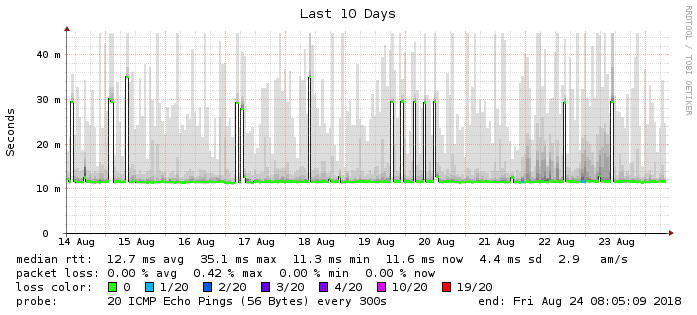 Last 10 Days
RRDTOOL / TOBI OETIKER
Seconds
40 m
30 m
20 m
10 m
0
14 Aug 15 Aug 16 Aug 17 Aug 18 Aug 19 Aug 20 Aug 21 Aug 22 Aug 23 Aug
median rtt: 12.7 ms avg 35.1 ms max 11.3 ms min 11.6 ms now 4.4 ms sd 2.9 am/s
packet loss: 0.00 % avg 0.42 % max 0.00 % min 0.00 % now
loss color: 0 1/20 2/20 3/20 4/20 10/20 19/20
probe: 20 ICMP Echo Pings (56 Bytes) every 300s end: Fri Aug 24 08:05:09 2018